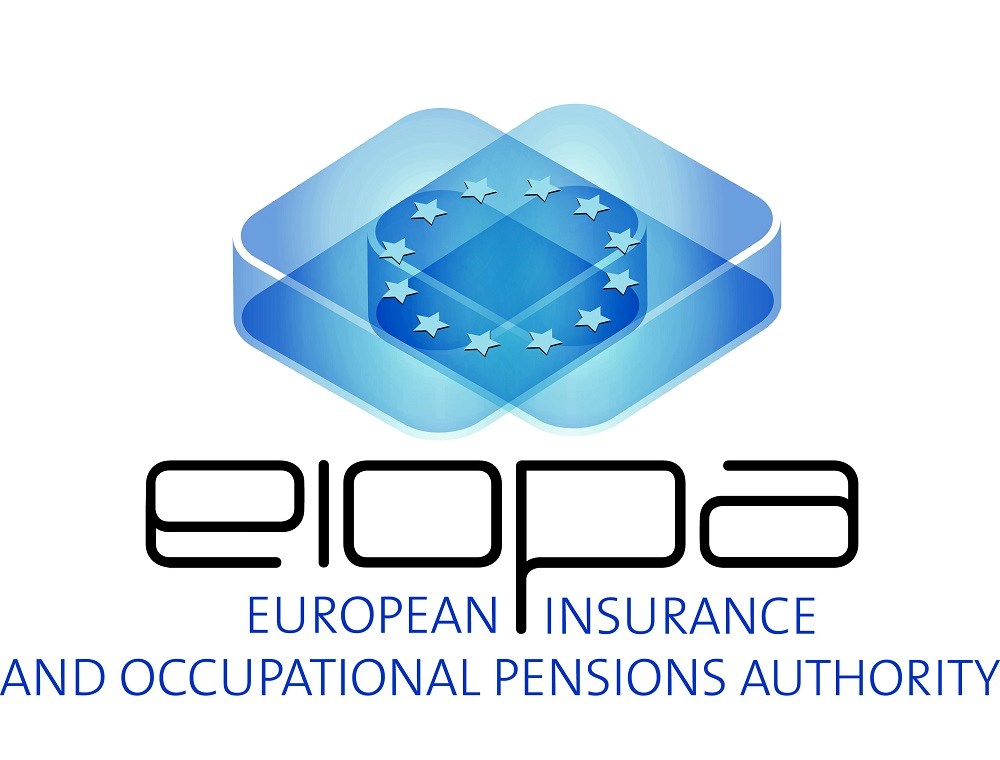 eiopa
EUROPEAN INSURANCE
AND OCCUPATIONAL PENSIONS AUTHORITY